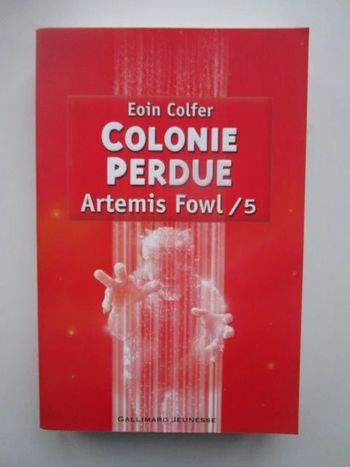 Eoin Colfer
COLONIE
PERDUE
Artemis Fowl /5
GALLIMARD JEUNESSE